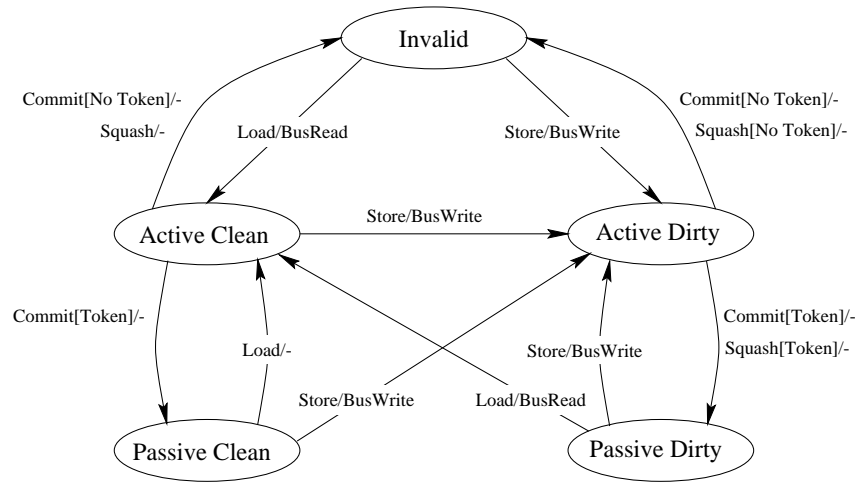 Invalid
Commit[No Token]/-
Squash/-
Load/BusRead
Store/BusWrite
Commit[No Token]/-
Squash[No Token]/-
Active Clean
Store/BusWrite
Active Dirty
Commit[Token]/-
Load/-
Store/BusWrite
Load/BusRead
Store/BusWrite
Commit[Token]/-
Squash[Token]/-
Passive Clean
Passive Dirty